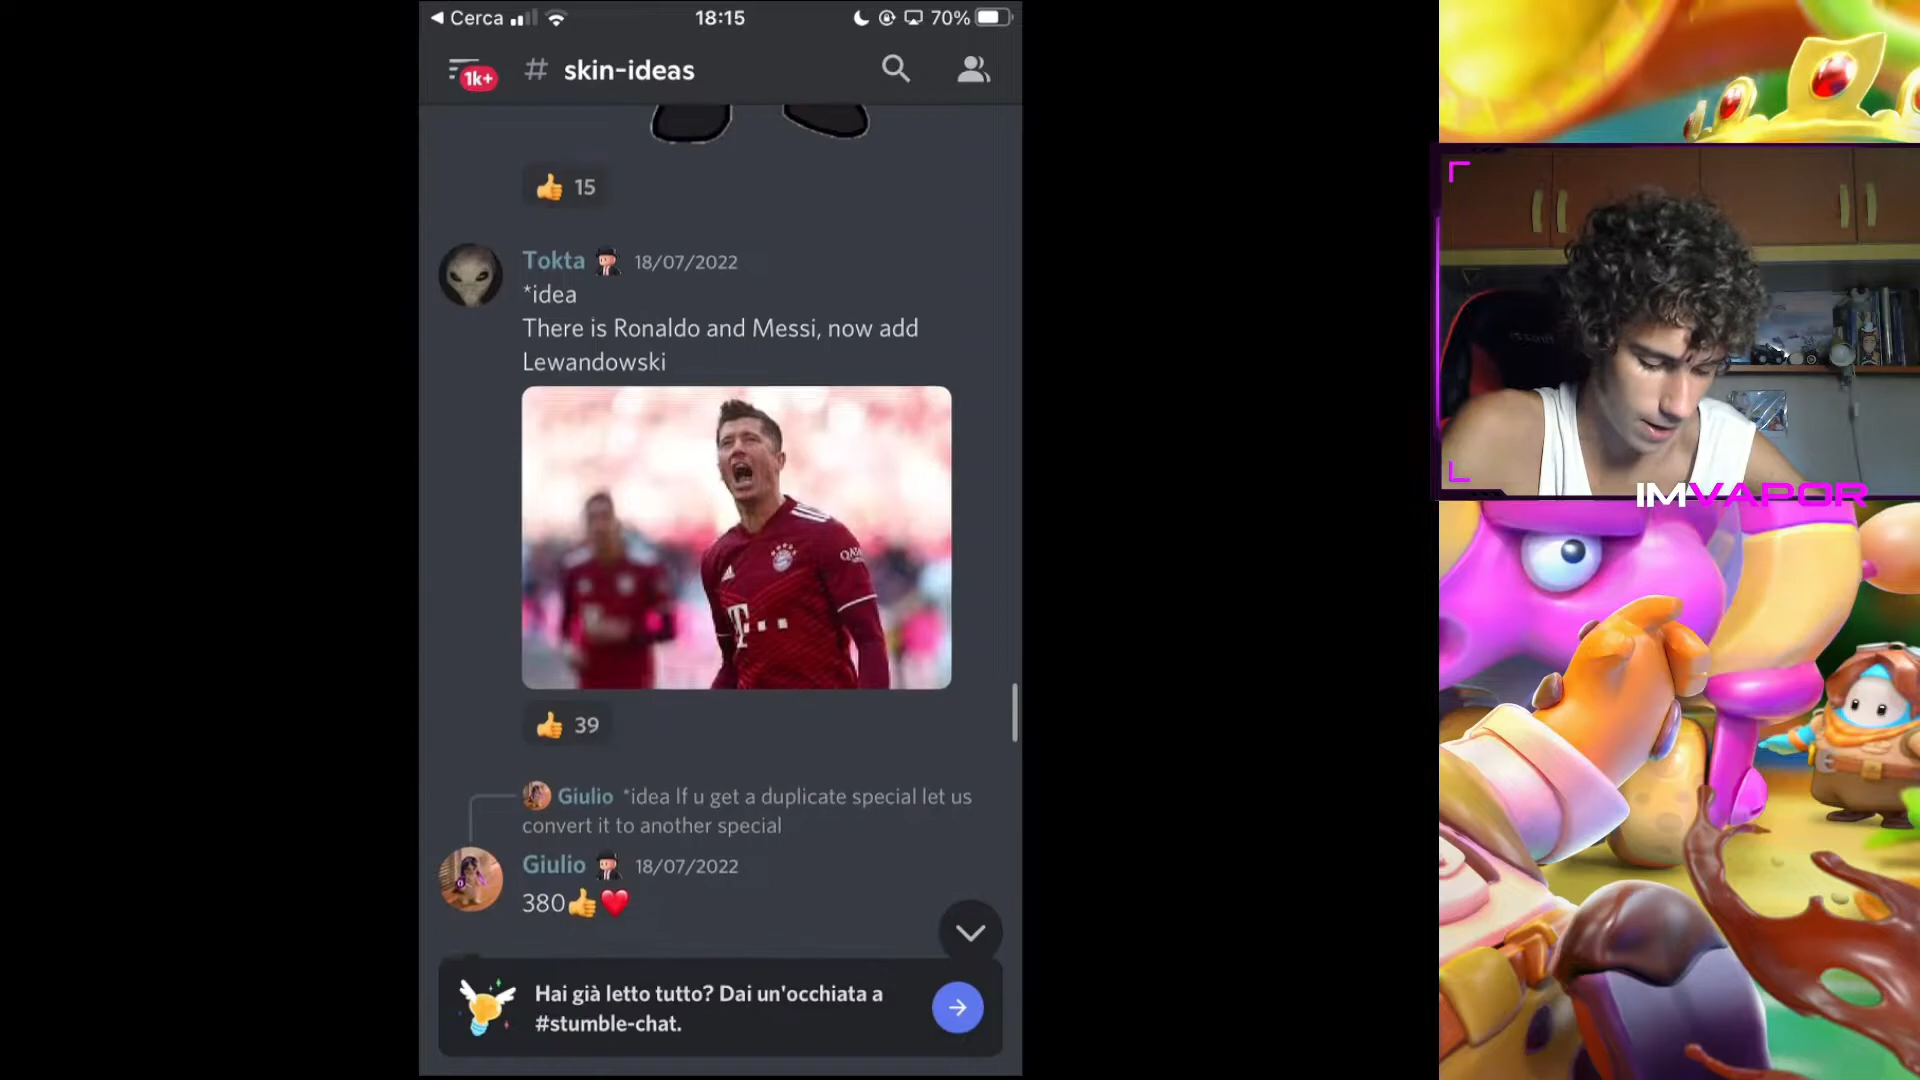 Cerca
18:15
70%
1k+
# skin-ideas
15
Tokta 18/07/2022
*idea
There is Ronaldo and Messi, now add
Lewandowski
QA
T
39
Giulio *idea If u get a duplicate special let us
convert it to another special
Giulio 18/07/2022
380
Hai già letto tutto? Dai un'occhiata a
#stumble-chat.
IMVAPOR